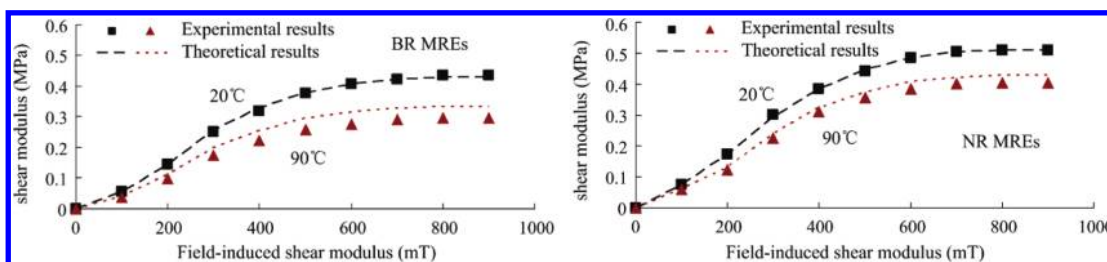 0.6
0.5
0.4
0.3
0.2
0.1
0
shear modulus (MPa)
Experimental results
Theoretical results
BR MREs
20℃
90℃
0 200 400 600 800 1000
Field-induced shear modulus (mT)
0.6
0.5
0.4
0.3
0.2
0.1
0
shear modulus (MPa)
Experimental results
Theoretical results
20℃
90℃
NR MREs
0 200 400 600 800 1000
Field-induced shear modulus (mT)